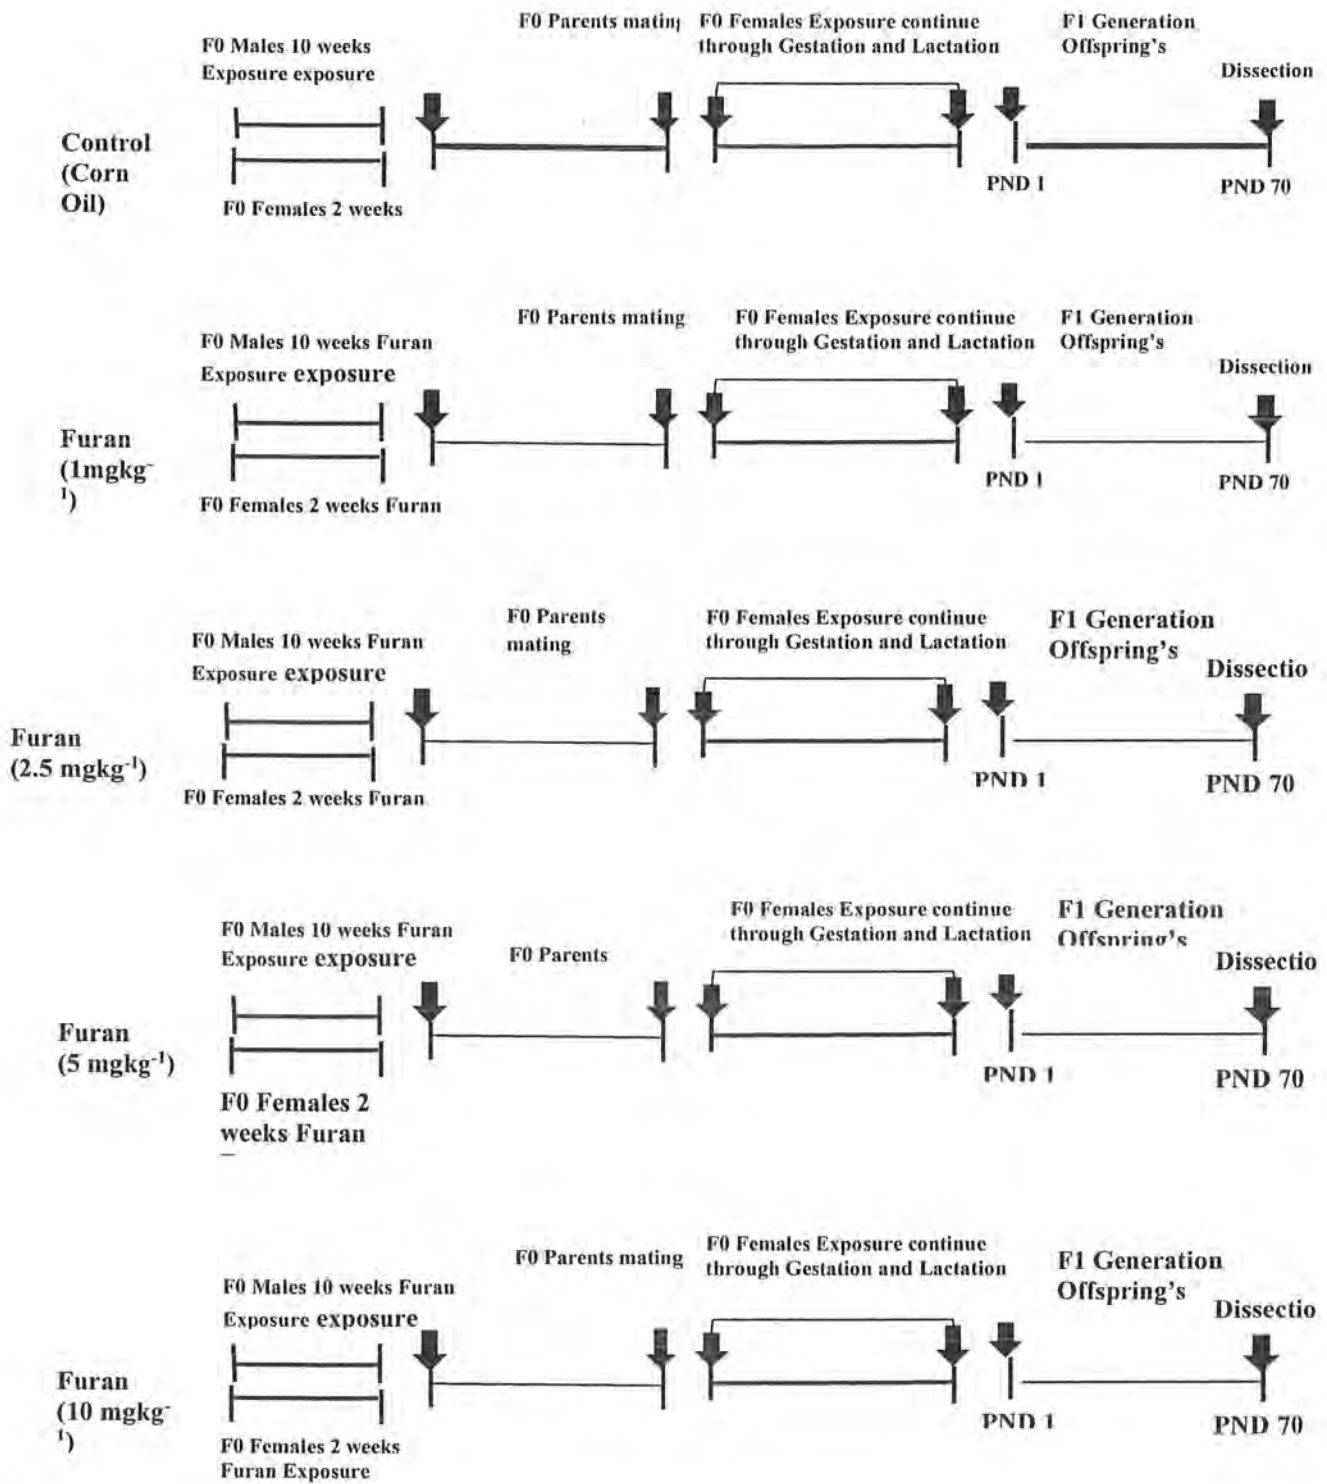 F0 Parents mating
F0 Females Exposure continue
through Gestation and Lactation
F1 Generation
Offspring's
F0 Males 10 weeks
Exposure exposure
Dissection
Control
(Corn
Oil)
F0 Females 2 weeks
PND 1
PND 70
F0 Parents mating
F0 Females Exposure continue
through Gestation and Lactation
F1 Generation
Offspring's
F0 Males 10 weeks Furan
Exposure exposure
Dissection
Furan
(1mgkg-
1)
F0 Females 2 weeks Furan
PND 1
PND 70
F0 Parents
mating
F0 Females Exposure continue
through Gestation and Lactation
F1 Generation
Offspring's
F0 Males 10 weeks Furan
Exposure exposure
Dissectio
Furan
(2.5 mgkg-1)
F0 Females 2 weeks Furan
PND 1
PND 70
F0 Females Exposure continue
through Gestation and Lactation
F1 Generation
Offspring's
F0 Males 10 weeks Furan
Exposure exposure
F0 Parents
Dissectio
Furan
(5 mgkg-1)
F0 Females 2
weeks Furan
PND 1
PND 70
F0 Parents mating
F0 Females Exposure continue
through Gestation and Lactation
F1 Generation
Offspring's
F0 Males 10 weeks Furan
Exposure exposure
Dissectio
Furan
(10 mgkg-
1)
F0 Females 2 weeks
Furan Exposure
PND 1
PND 70